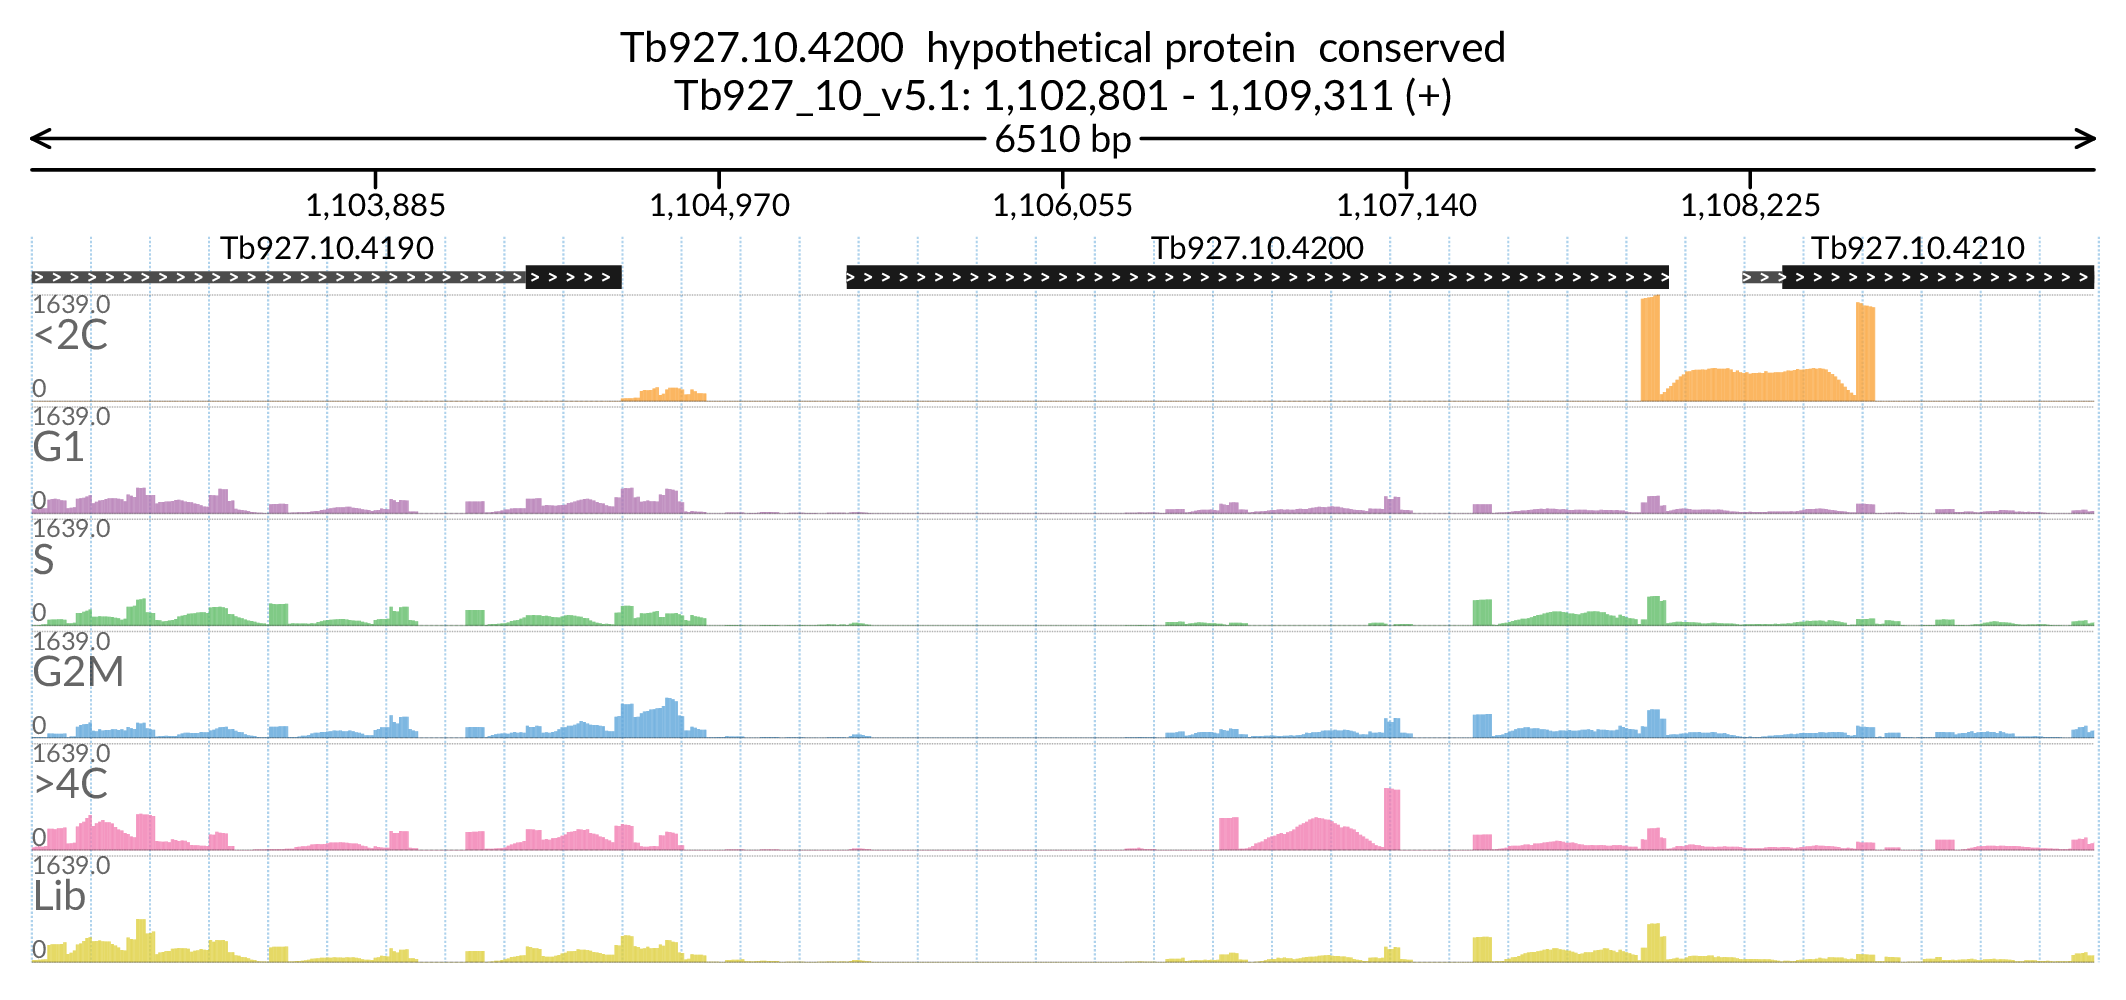 Tb927.10.4200 hypothetical protein conserved
Tb927_10_v5.1: 1,102,801 - 1,109,311 (+)
6510 bp
1,103,885 1,104,970 1,106,055 1,107,140 1,108,225
Tb927.10.4190 Tb927.10.4200 Tb927.10.4210
1639.0
<2C
0
1639.0
G1
0
1639.0
S
0
1639.0
G2M
0
1639.0
>4C
0
1639.0
Lib
0